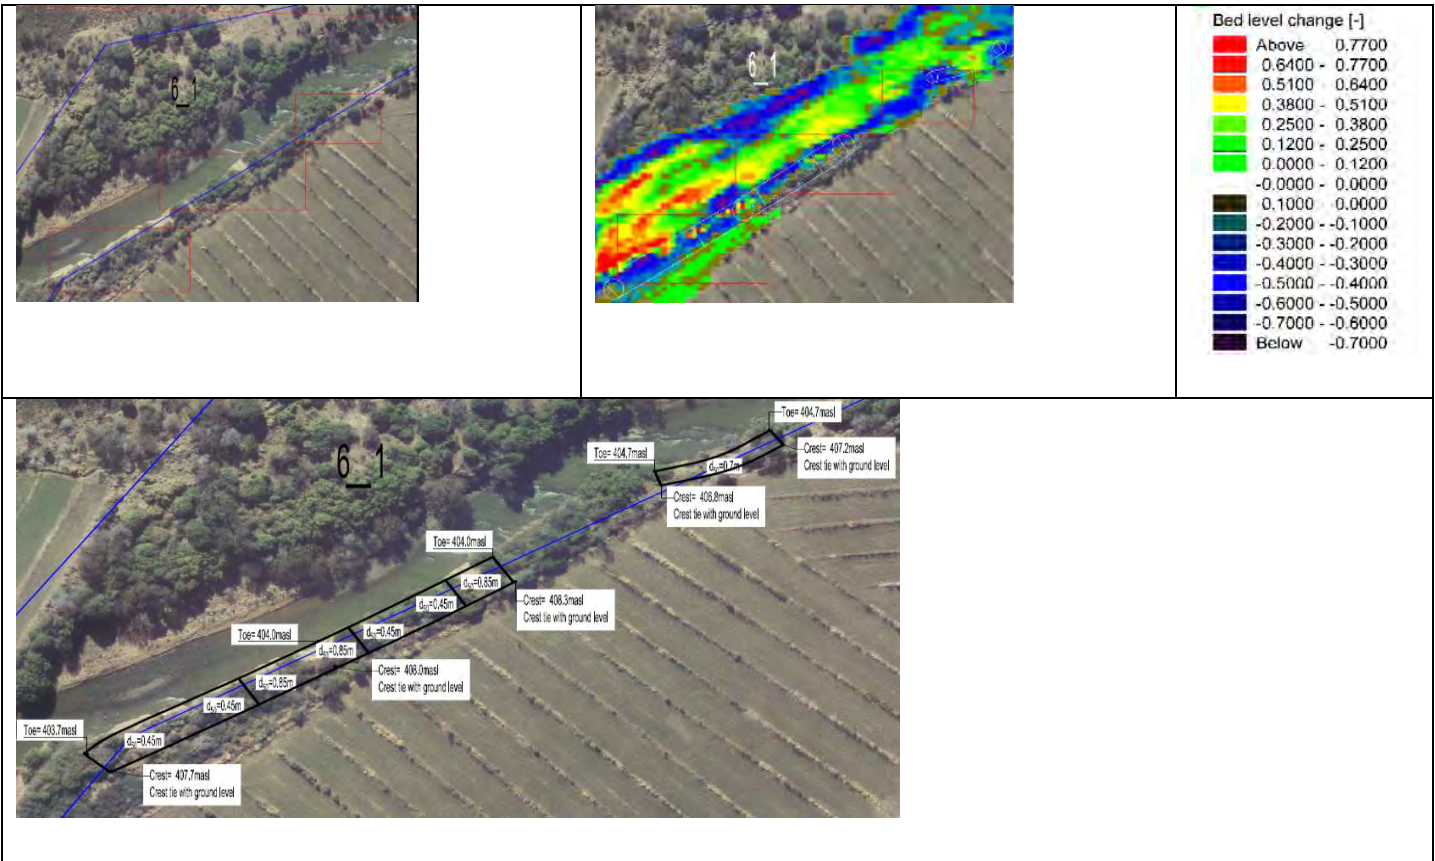 6_1
6_1
Bed level change [-]
Above 0.7700
0.6400 - 0.7700
0.5100 - 0.6400
0.3800 - 0.5100
0.2500 - 0.3800
0.1200 - 0.2500
0.0000 - 0.1200
-0.0000 - 0.0000
-0.1000 - 0.0000
-0.2000 - -0.1000
-0.3000 - -0.2000
-0.4000 - -0.3000
-0.5000 - -0.4000
-0.6000 - -0.5000
-0.7000 - -0.6000
Below -0.7000
6_1
Toe= 404.7masl
Toe= 404.7masl
Crest= 407.2masl
Crest tie with ground level
d50=0.7m
Crest= 406.8masl
Crest tie with ground level
Toe= 404.0masl
d50=0.85m
d50=0.45m
Crest= 408.3masl
Crest tie with ground level
Toe= 404.0masl
d50=0.45m
d50=0.85m
Crest= 408.0masl
Crest tie with ground level
d50=0.85m
d50=0.45m
Toe= 403.7masl
d50=0.45m
Crest= 407.7masl
Crest tie with ground level